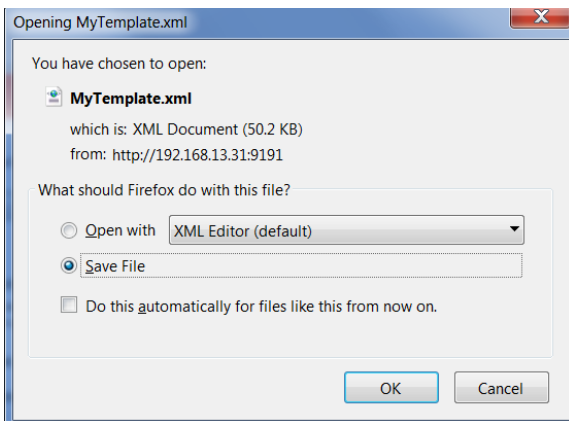 Opening MyTemplate.xml
You have chosen to open:
MyTemplate.xml
which is: XML Document (50.2 KB)
from: http://192.168.13.31:9191
What should Firefox do with this file?
Open with XML Editor (default)
Save File
Do this automatically for files like this from now on.
OK Cancel